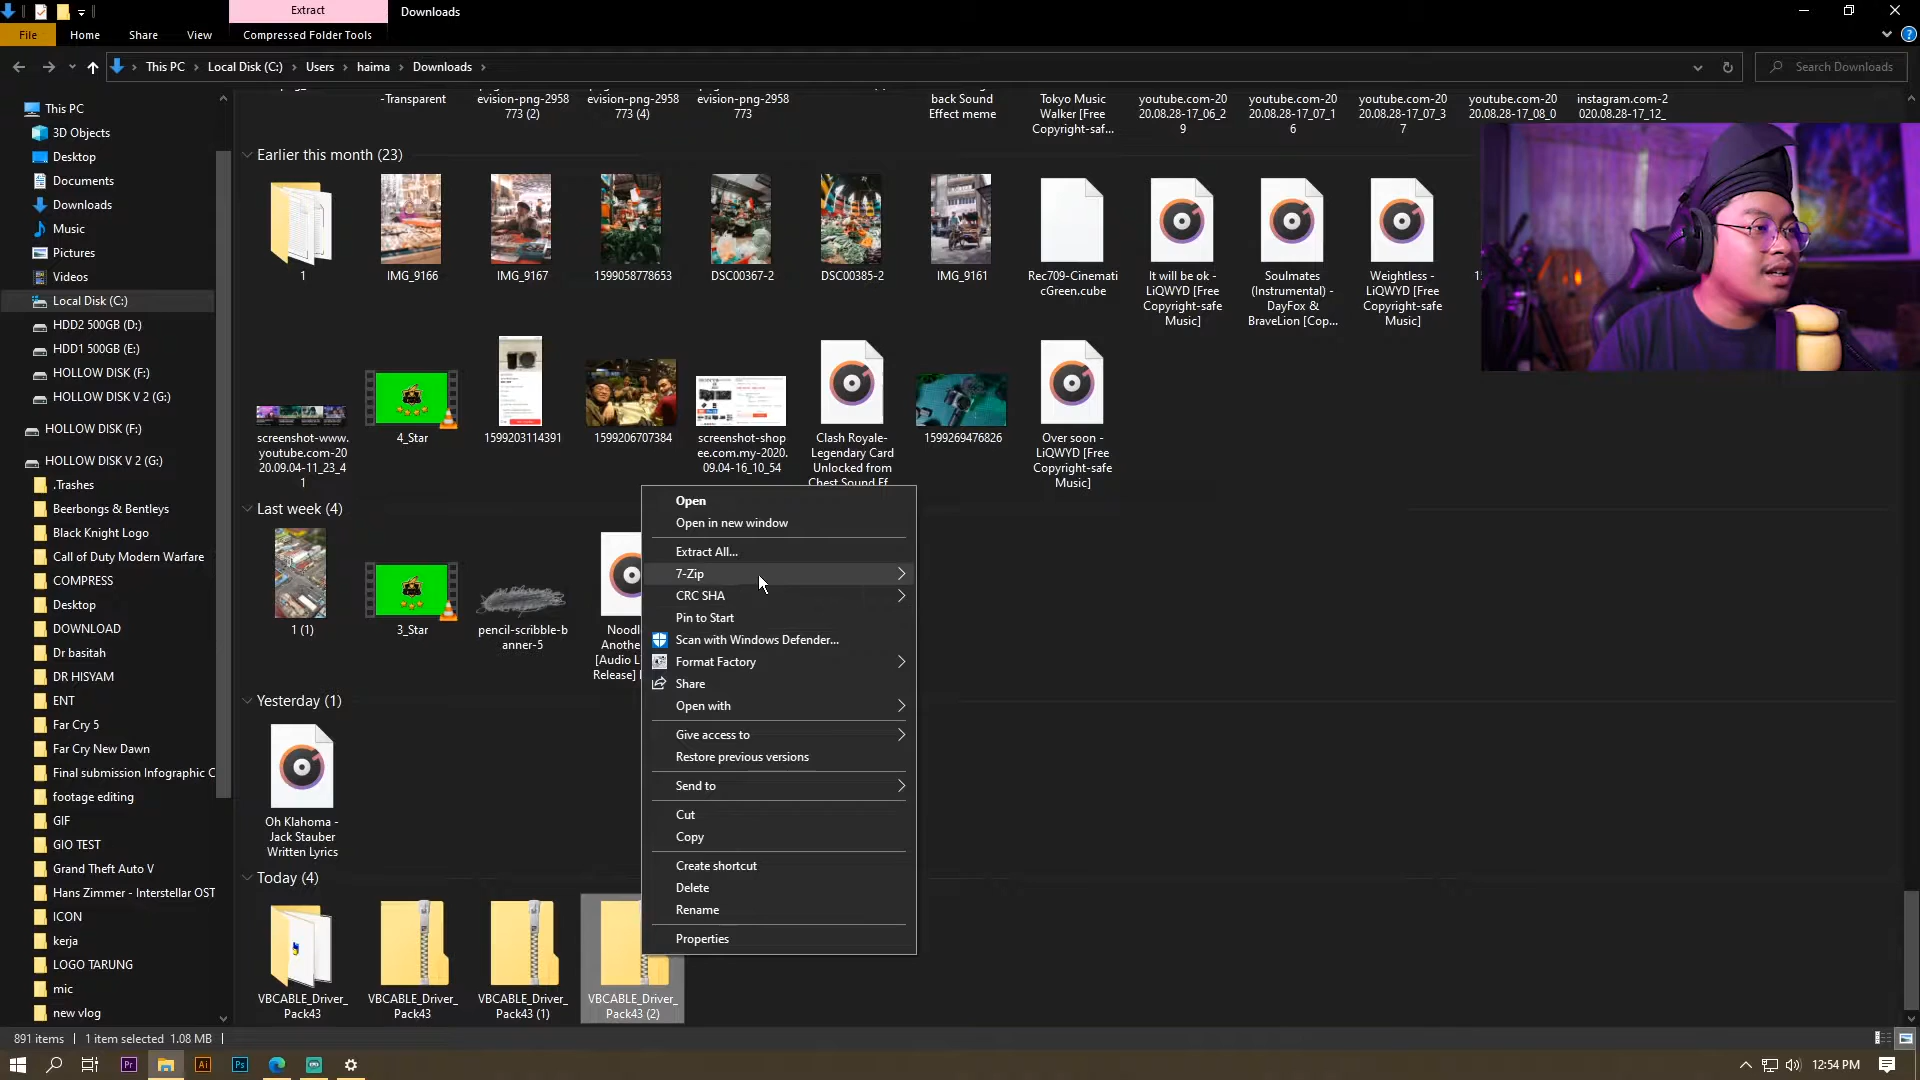 Extract
Downloads
File
Home
Share
View
Compressed Folder Tools
This PC
Local Disk (C:)
Users
haima
Downloads
Search Downloads
-Transparent
evision-png-2958
773 (2)
evision-png-2958
773 (4)
evision-png-2958
773
back Sound
Effect meme
Tokyo Music
Walker [Free
Copyright-saf...
youtube.com-20
20.08.28-17_06_2
9
youtube.com-20
20.08.28-17_07_1
6
youtube.com-20
20.08.28-17_07_3
7
youtube.com-20
20.08.28-17_08_0
instagram.com-2
020.08.28-17_12_
This PC
3D Objects
Desktop
Documents
Downloads
Music
Pictures
Videos
Local Disk (C:)
HDD2 500GB (D:)
HDD1 500GB (E:)
HOLLOW DISK (F:)
HOLLOW DISK V 2 (G:)
HOLLOW DISK (F:)
HOLLOW DISK V 2 (G:)
.Trashes
Beerbongs & Bentleys
Black Knight Logo
Call of Duty Modern Warfare
COMPRESS
Desktop
DOWNLOAD
Dr basitah
DR HISYAM
ENT
Far Cry 5
Far Cry New Dawn
Final submission Infographic C
footage editing
GIF
GIO TEST
Grand Theft Auto V
Hans Zimmer - Interstellar OST
ICON
kerja
LOGO TARUNG
mic
new vlog
Earlier this month (23)
1
IMG_9166
IMG_9167
1599058778653
DSC00367-2
DSC00385-2
IMG_9161
Rec709-Cinemati
cGreen.cube
It will be ok -
LiQWYD [Free
Copyright-safe
Music]
Soulmates
(Instrumental) -
DayFox &
BraveLion [Cop...
Weightless -
LiQWYD [Free
Copyright-safe
Music]
screenshot-www.
youtube.com-20
20.09.04-11_23_4
1
4_Star
1599203114391
1599206707384
screenshot-shop
ee.com.my-2020.
09.04-16_10_54
Clash Royale-
Legendary Card
Unlocked from
Chest Sound Ef...
1599269476826
Over soon -
LiQWYD [Free
Copyright-safe
Music]
Last week (4)
1 (1)
3_Star
pencil-scribble-b
anner-5
Noodl
Anothe
[Audio L
Release]
Yesterday (1)
Oh Klahoma -
Jack Stauber
Written Lyrics
Today (4)
VBCABLE_Driver_
Pack43
VBCABLE_Driver_
Pack43
VBCABLE_Driver_
Pack43 (1)
VBCABLE_Driver_
Pack43 (2)
Open
Open in new window
Extract All...
7-Zip
CRC SHA
Pin to Start
Scan with Windows Defender...
Format Factory
Share
Open with
Give access to
Restore previous versions
Send to
Cut
Copy
Create shortcut
Delete
Rename
Properties
891 items
1 item selected 1.08 MB
Pr
Ai
Ps
12:54 PM